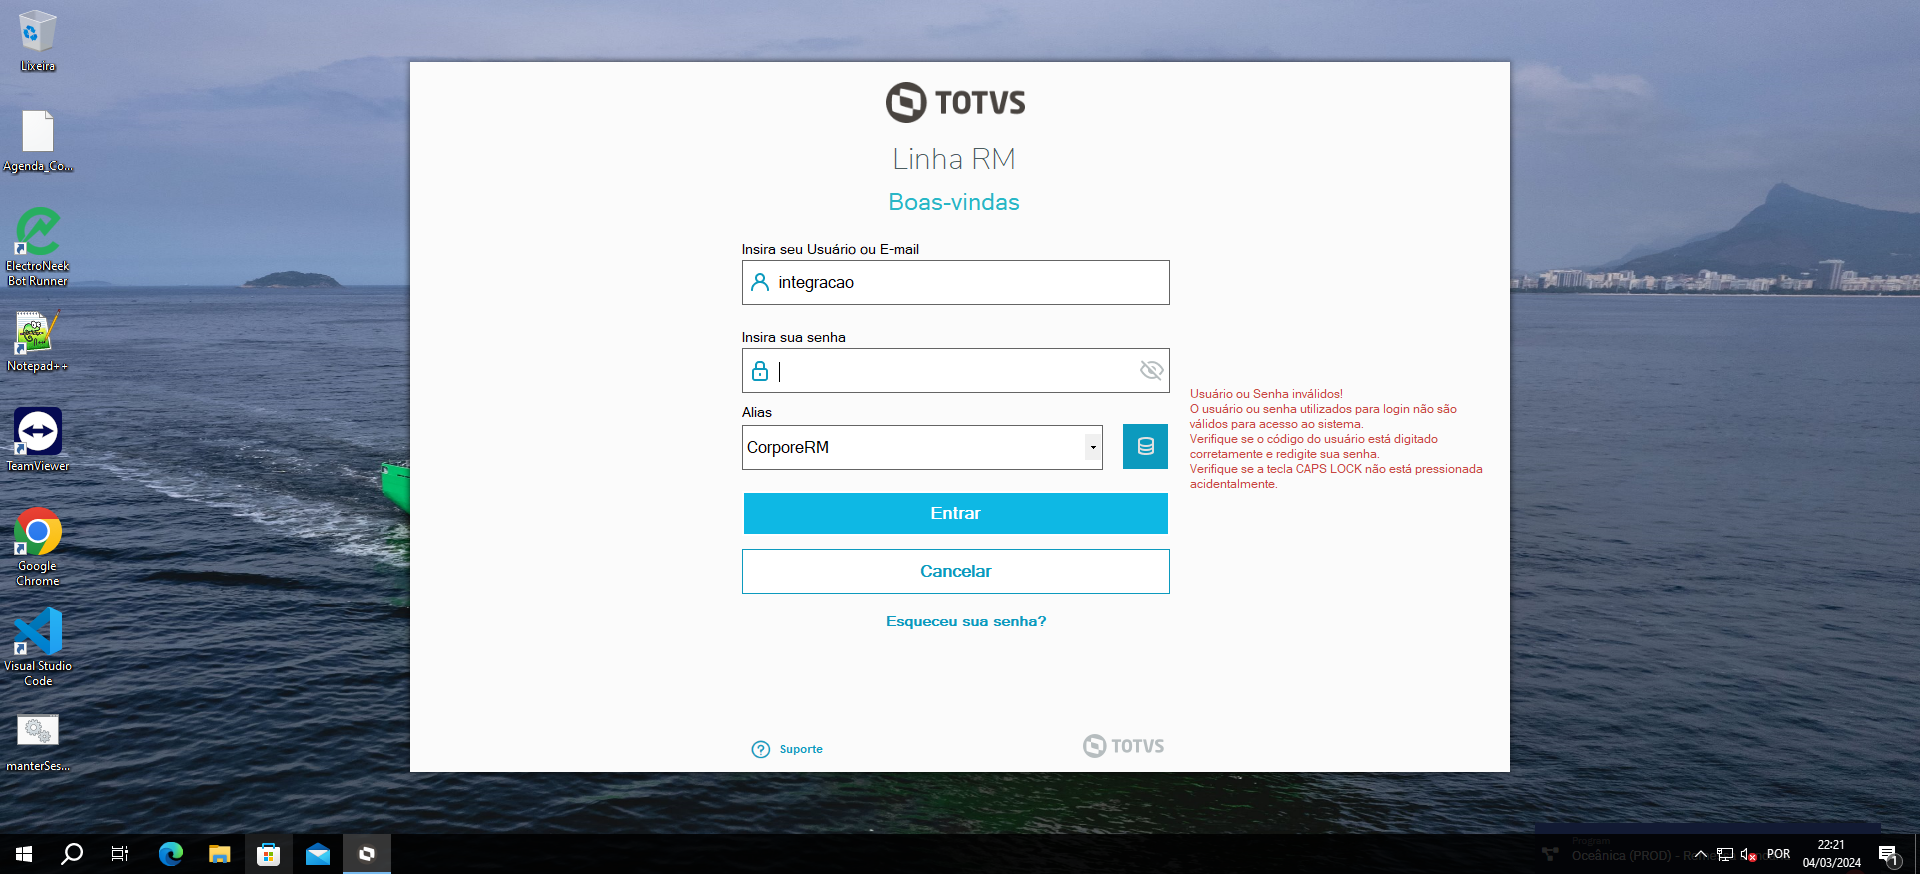 Lixeira
Agenda_Co...
ElectroNeek
Bot Runner
Notepad++
TeamViewer
Google
Chrome
Visual Studio
Code
manterSes...
TOTVS
Linha RM
Boas-vindas
Insira seu Usuário ou E-mail
integracao
Insira sua senha
Alias
CorporeRM
Usuário ou Senha inválidos!
O usuário ou senha utilizados para login não são
válidos para acesso ao sistema.
Verifique se o código do usuário está digitado
corretamente e redigite sua senha.
Verifique se a tecla CAPS LOCK não está pressionada
acidentalmente.
Entrar
Cancelar
Esqueceu sua senha?
Suporte
TOTVS
Program
Oceânica (PROD) -
POR
22:21
04/03/2024
1